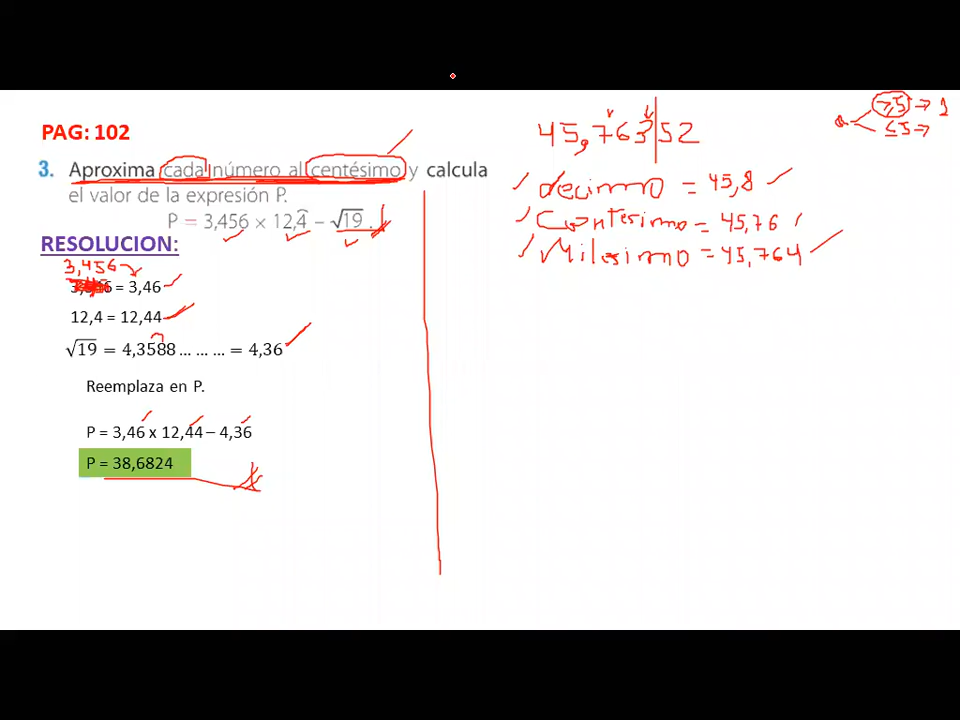 PAG: 102
3. Aproxima cada número al centésimo y calcula
el valor de la expresión P.
P = 3,456 × 12,4̑ – √19 .
RESOLUCION:
3,456
= 3,46
12,4 = 12,44
√19 = 4,3588 … … … = 4,36
Reemplaza en P.
P = 3,46 x 12,44 – 4,36
P = 38,6824
45,763 52
decimo = 45,8
Centesimo = 45,76
Milesimo = 45,764
≥5 → 1
≤5 →